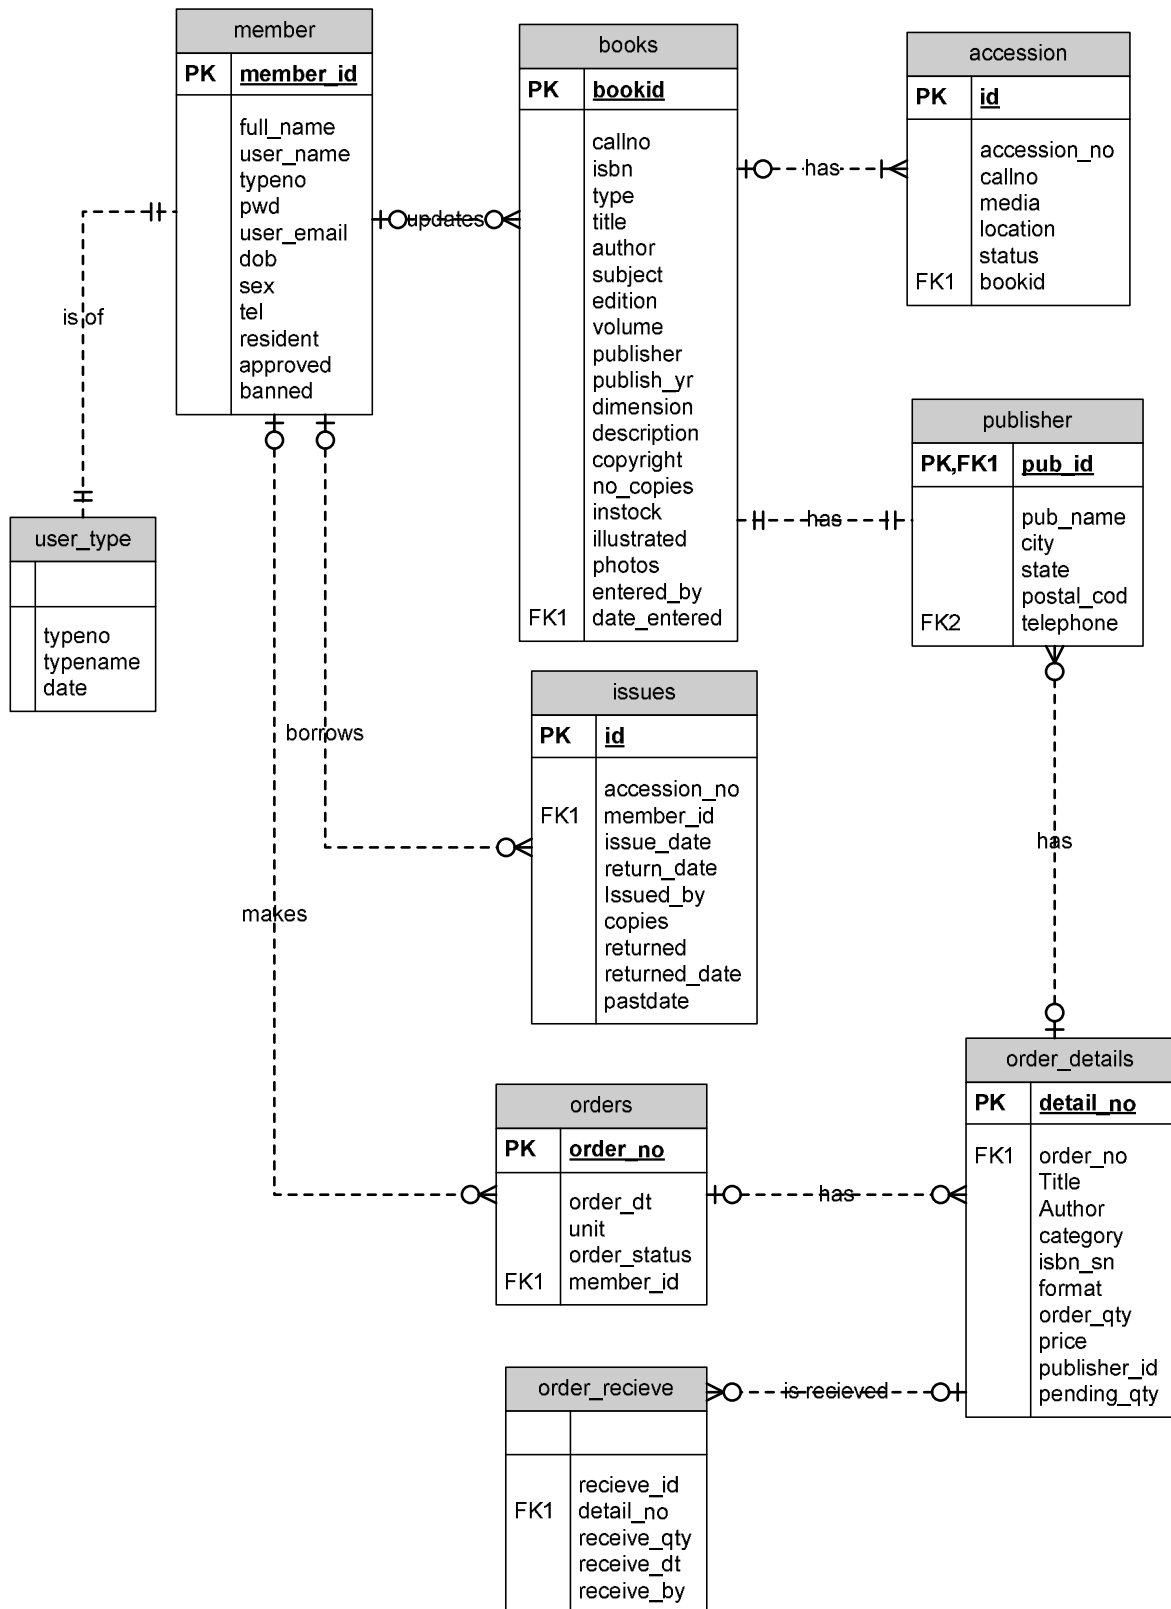 member
PK member_id
full_name
user_name
typeno
pwd
user_email
dob
sex
tel
resident
approved
banned
books
PK bookid
callno
isbn
type
title
author
subject
edition
volume
publisher
publish_yr
dimension
description
copyright
no_copies
instock
illustrated
photos
entered_by
FK1 date_entered
accession
PK id
accession_no
callno
media
location
status
FK1 bookid
updates
has
is of
publisher
PK,FK1 pub_id
pub_name
city
state
postal_cod
FK2 telephone
has
user_type
typeno
typename
date
issues
PK id
accession_no
FK1 member_id
issue_date
return_date
Issued_by
copies
returned
returned_date
pastdate
borrows
makes
has
orders
PK order_no
order_dt
unit
order_status
FK1 member_id
has
order_details
PK detail_no
FK1 order_no
Title
Author
category
isbn_sn
format
order_qty
price
publisher_id
pending_qty
is recieved
order_recieve
recieve_id
FK1 detail_no
receive_qty
receive_dt
receive_by